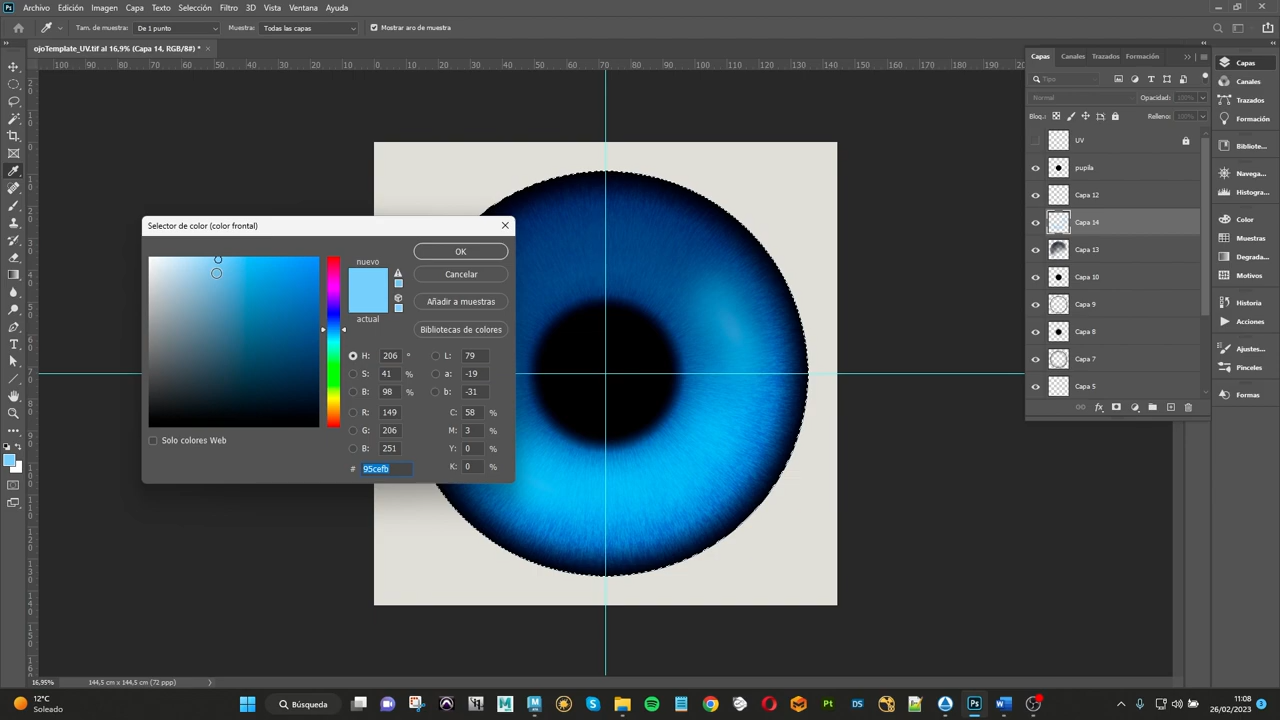 Archivo Edición Imagen Capa Texto Selección Filtro 3D Vista Ventana Ayuda
Tam. de muestra: De 1 punto Muestra: Todas las capas Mostrar aro de muestra
ojoTemplate_UV.tif al 16,9% (Capa 14, RGB/8#) *
Capas Canales Trazados Formación
Tipo
Normal Opacidad: 100%
Bloq.: Relleno: 100%
UV
pupila
Capa 12
Capa 14
Capa 13
Capa 10
Capa 9
Capa 8
Capa 7
Capa 5
Capas
Canales
Trazados
Formación
Bibliote...
Navega...
Histogra...
Color
Muestras
Degrada...
Motivos
Historia
Acciones
Ajustes...
Pinceles
Formas
Selector de color (color frontal)
nuevo
actual
OK
Cancelar
Añadir a muestras
Bibliotecas de colores
H: 206 ° L: 79
S: 41 % a: -19
B: 98 % b: -31
R: 149 C: 58 %
G: 206 M: 3 %
B: 251 Y: 0 %
# 95cefb K: 0 %
Solo colores Web
16,95% 144,5 cm x 144,5 cm (72 ppp)
12°C
Soleado
Búsqueda
11:08
26/02/2023